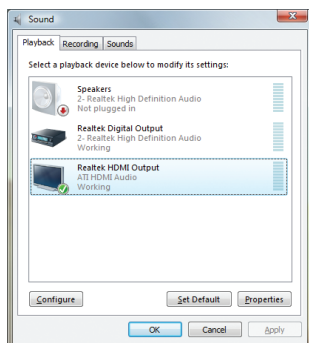 Sound
Playback Recording Sounds
Select a playback device below to modify its settings:
Speakers
2- Realtek High Definition Audio
Not plugged in
Realtek Digital Output
2- Realtek High Definition Audio
Working
Realtek HDMI Output
ATI HDMI Audio
Working
Configure Set Default Properties
OK Cancel Apply